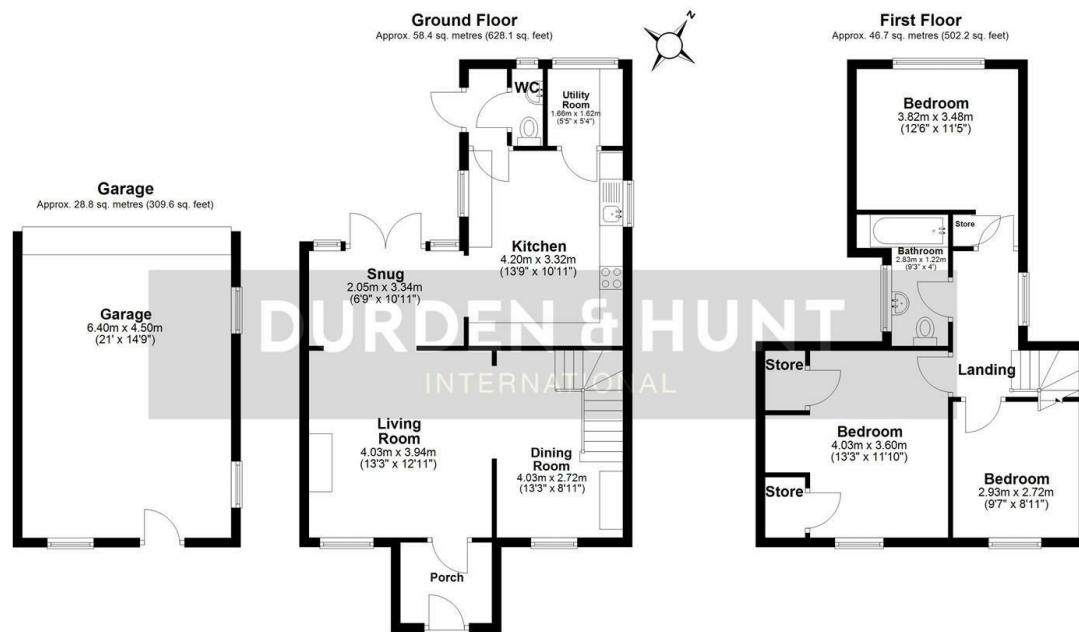 Garage
Approx. 28.8 sq. metres (309.6 sq. feet)
Garage
6.40m x 4.50m
(21' x 14'9")
Ground Floor
Approx. 58.4 sq. metres (628.1 sq. feet)
N
WC
Utility
Room
1.66m x 1.62m
(5'5" x 5'4")
Kitchen
4.20m x 3.32m
(13'9" x 10'11")
Snug
2.05m x 3.34m
(6'9" x 10'11")
Living
Room
4.03m x 3.94m
(13'3" x 12'11")
Dining
Room
4.03m x 2.72m
(13'3" x 8'11")
Porch
First Floor
Approx. 46.7 sq. metres (502.2 sq. feet)
Bedroom
3.82m x 3.48m
(12'6" x 11'5")
Store
Bathroom
2.83m x 1.22m
(9'3" x 4')
Landing
Store
Bedroom
4.03m x 3.60m
(13'3" x 11'10")
Store
Bedroom
2.93m x 2.72m
(9'7" x 8'11")
DURDEN & HUNT
INTERNATIONAL